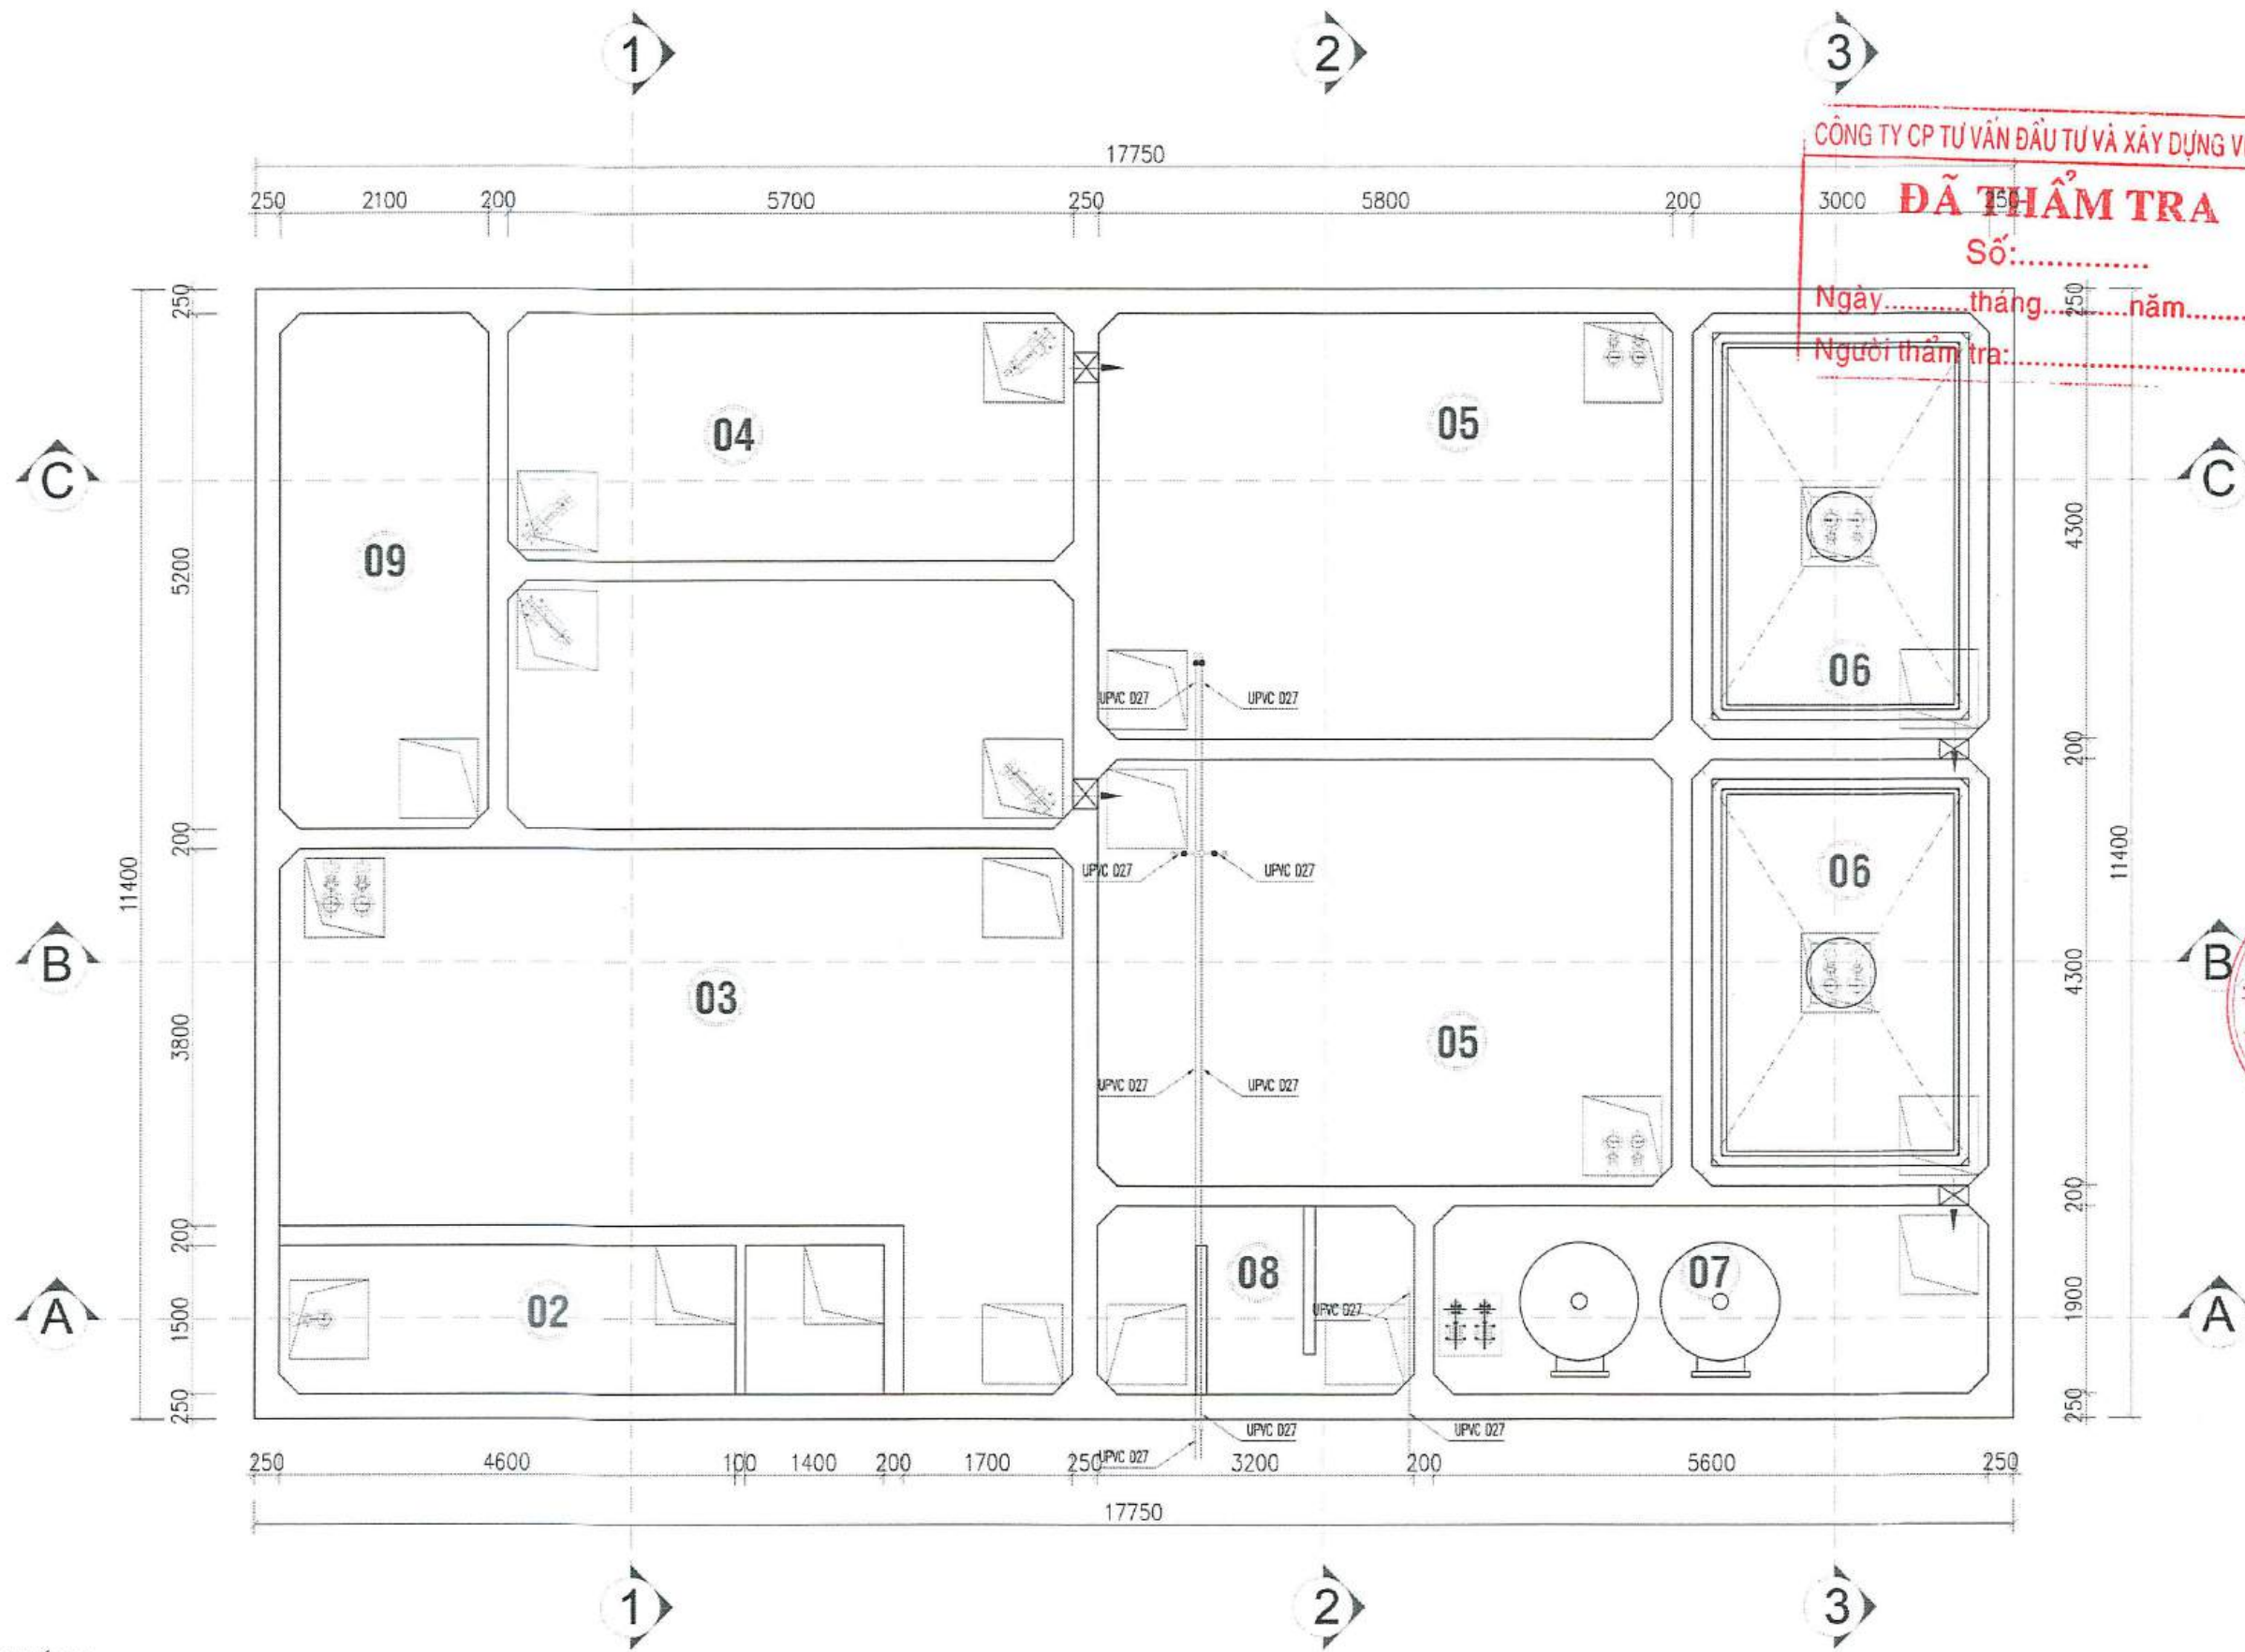 1
2
3
CÔNG TY CP TƯ VẤN ĐẦU TƯ VÀ XÂY DỰNG
ĐÃ THẨM TRA
Số:...............
Ngày..........tháng..........năm........
Người thẩm tra:..............................
17750
250 2100 200 5700 250 5800 200 3000 250
250
250
04
05
C
C
4300
09
5200
06
UPVC D27
UPVC D27
200
200
11400
11400
06
UPVC D27
UPVC D27
B
B
4300
03
3800
05
UPVC D27
UPVC D27
200
200
08
07
02
UPVC D27
1500
1900
A
A
250
250
UPVC D27
UPVC D27
UPVC D27
250 4600 100 1400 200 1700 250 3200 200 5600 250
17750
1
2
3